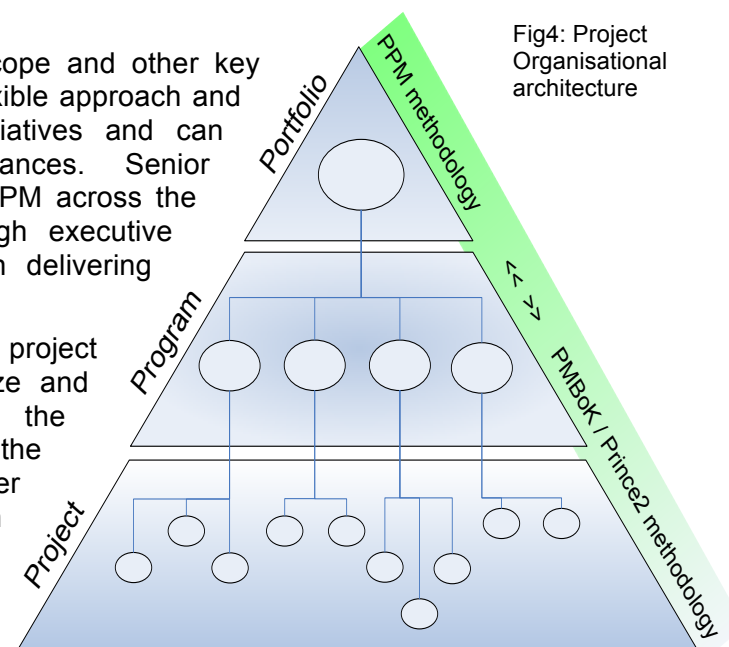 cope and other key
xible approach and
iatives and can
ances. Senior
PM across the
gh executive
delivering
project
ze and
the
the
er
Fig4: Project
Organisational
architecture
Portfolio
Program
Project
PPM methodology
<< >>
PMBoK / Prince2 methodology